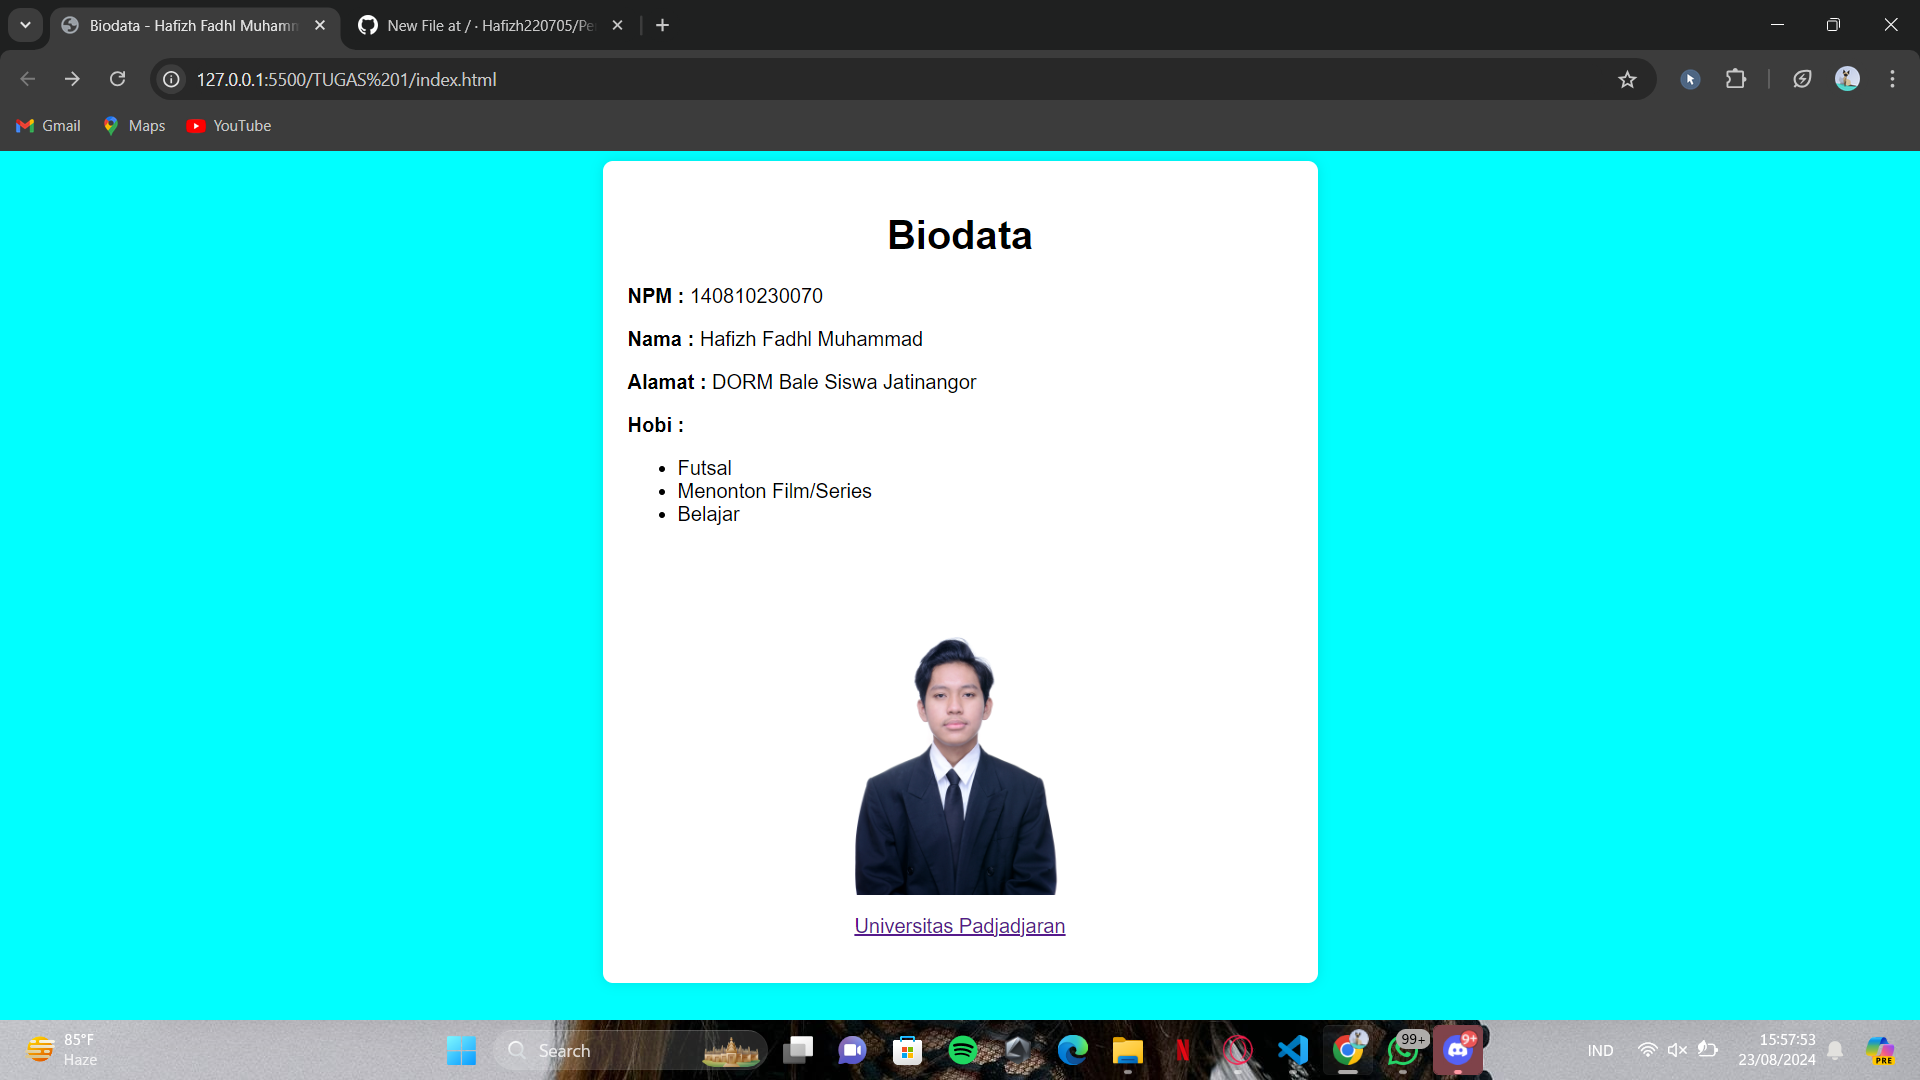 Biodata - Hafizh Fadhl Muhamm
New File at / · Hafizh220705/Pe
127.0.0.1:5500/TUGAS%201/index.html
Gmail
Maps
YouTube
Biodata
NPM : 140810230070
Nama : Hafizh Fadhl Muhammad
Alamat : DORM Bale Siswa Jatinangor
Hobi :
• Futsal
• Menonton Film/Series
• Belajar
Universitas Padjadjaran
85°F
Haze
Search
99+
9+
IND
15:57:53
23/08/2024
PRE